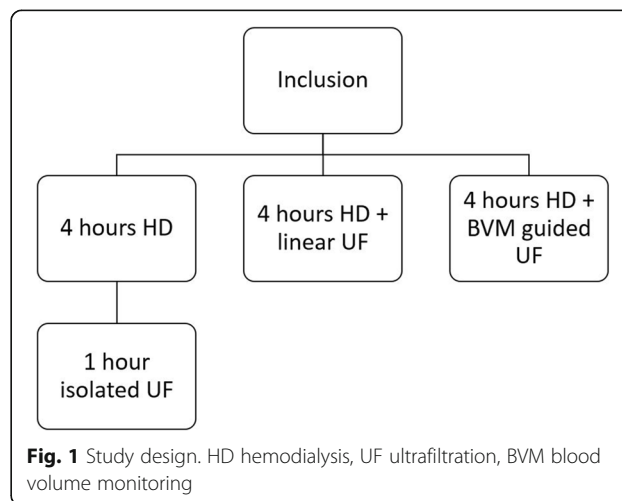 Inclusion
4 hours HD
4 hours HD +
linear UF
4 hours HD +
BVM guided
UF
1 hour
isolated UF
Fig. 1 Study design. HD hemodialysis, UF ultrafiltration, BVM blood
volume monitoring